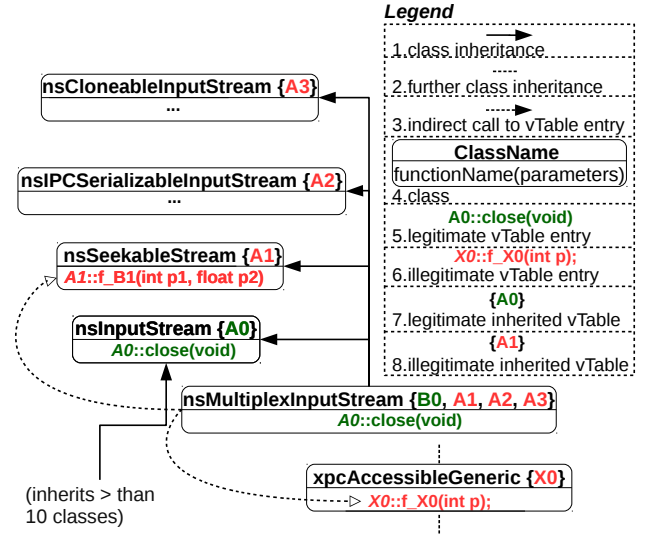 Legend
1.class inheritance
2.further class inheritance
3.indirect call to vTable entry
ClassName
functionName(parameters)
4.class
A0::close(void)
5.legitimate vTable entry
X0::f_X0(int p);
6.illegitimate vTable entry
{A0}
7.legitimate inherited vTable
{A1}
8.illegitimate inherited vTable
nsCloneableInputStream {A3}
...
nsIPCSerializableInputStream {A2}
...
nsSeekableStream {A1}
A1::f_B1(int p1, float p2)
nsInputStream {A0}
A0::close(void)
nsMultiplexInputStream {B0, A1, A2, A3}
A0::close(void)
xpcAccessibleGeneric {X0}
X0::f_X0(int p);
(inherits > than
10 classes)